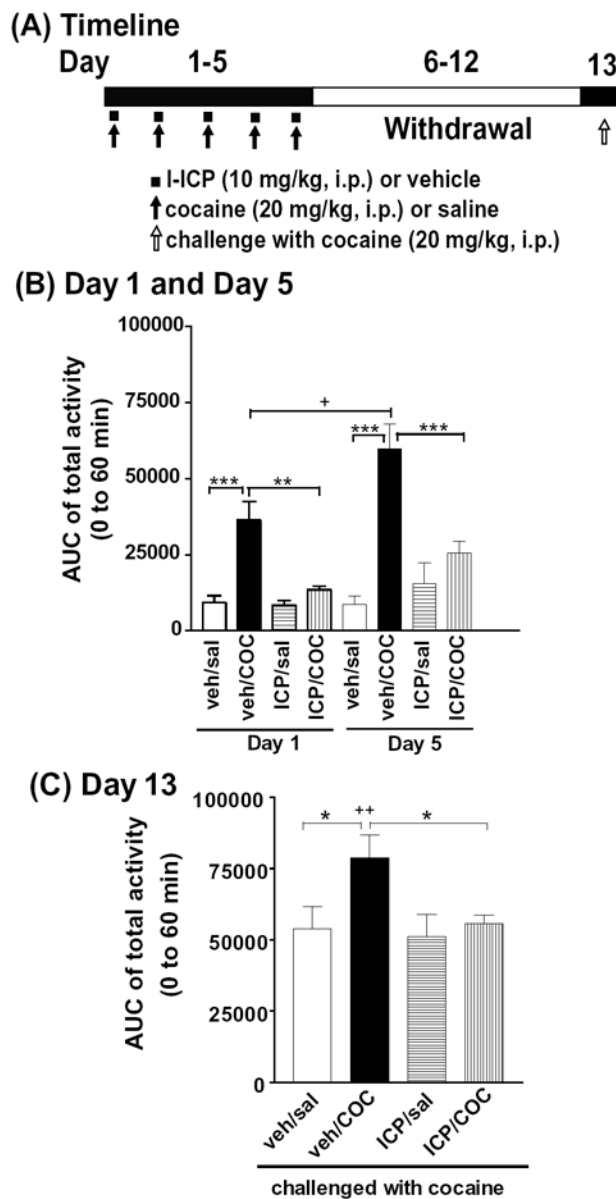 (A) Timeline
Day 1-5 6-12 13
Withdrawal
l-ICP (10 mg/kg, i.p.) or vehicle
cocaine (20 mg/kg, i.p.) or saline
challenge with cocaine (20 mg/kg, i.p.)
(B) Day 1 and Day 5
AUC of total activity
(0 to 60 min)
100000
75000
50000
25000
0
+
*** ** *** ***
veh/sal veh/COC ICP/sal ICP/COC veh/sal veh/COC ICP/sal ICP/COC
Day 1 Day 5
(C) Day 13
AUC of total activity
(0 to 60 min)
100000
75000
50000
25000
0
* ++ *
veh/sal veh/COC ICP/sal ICP/COC
challenged with cocaine